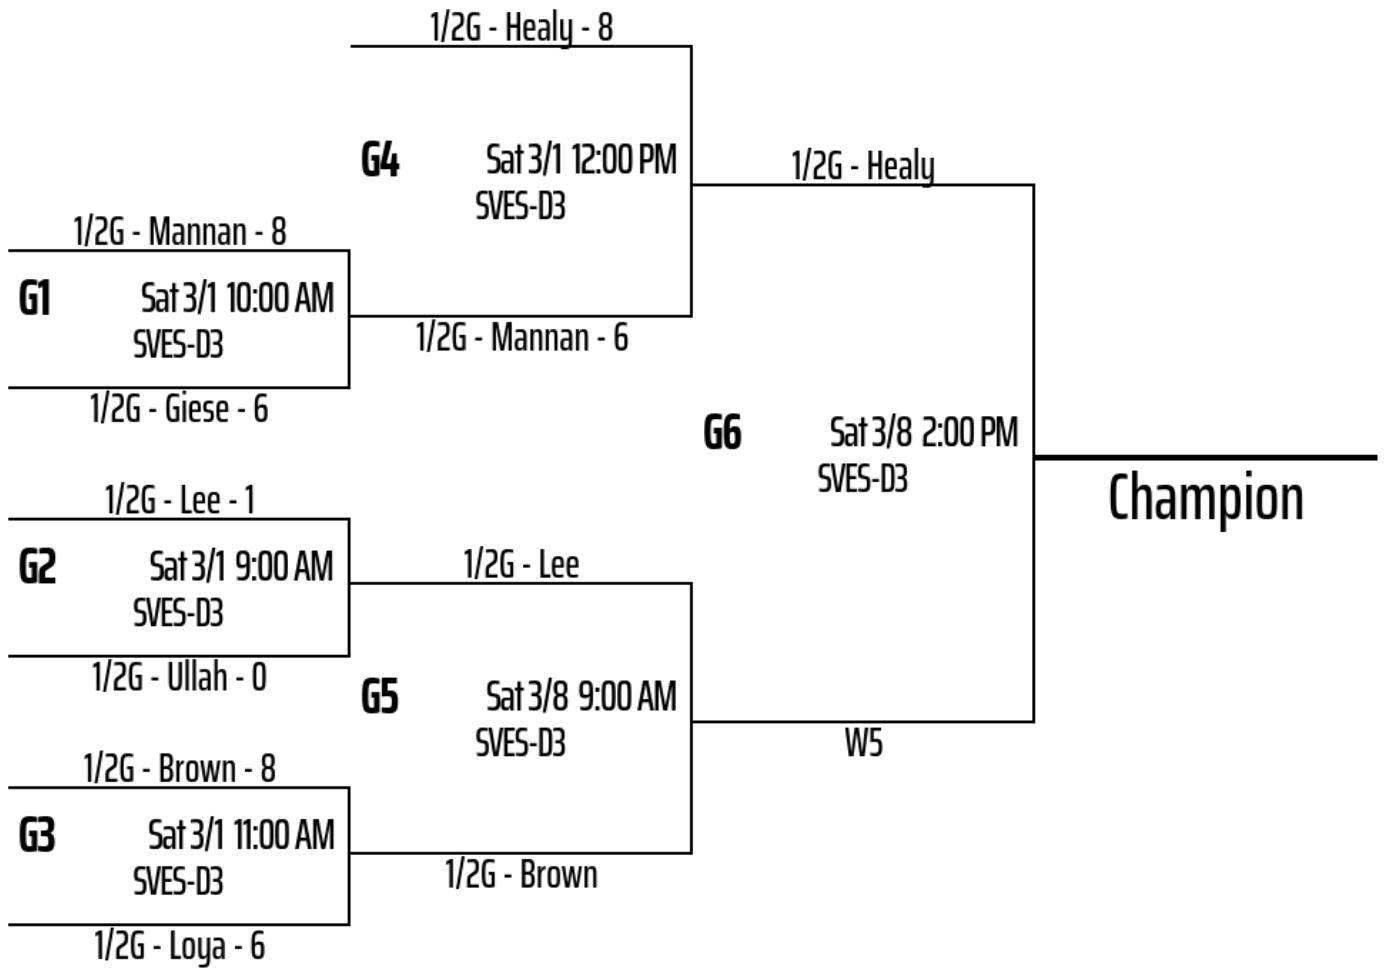 1/2G - Healy - 8
G4 Sat 3/1 12:00 PM
SVES-D3
1/2G - Healy
1/2G - Mannan - 8
G1 Sat 3/1 10:00 AM
SVES-D3
1/2G - Mannan - 6
1/2G - Giese - 6
G6 Sat 3/8 2:00 PM
SVES-D3
Champion
1/2G - Lee - 1
G2 Sat 3/1 9:00 AM
SVES-D3
1/2G - Lee
1/2G - Ullah - 0
G5 Sat 3/8 9:00 AM
SVES-D3
W5
1/2G - Brown - 8
G3 Sat 3/1 11:00 AM
SVES-D3
1/2G - Brown
1/2G - Loya - 6